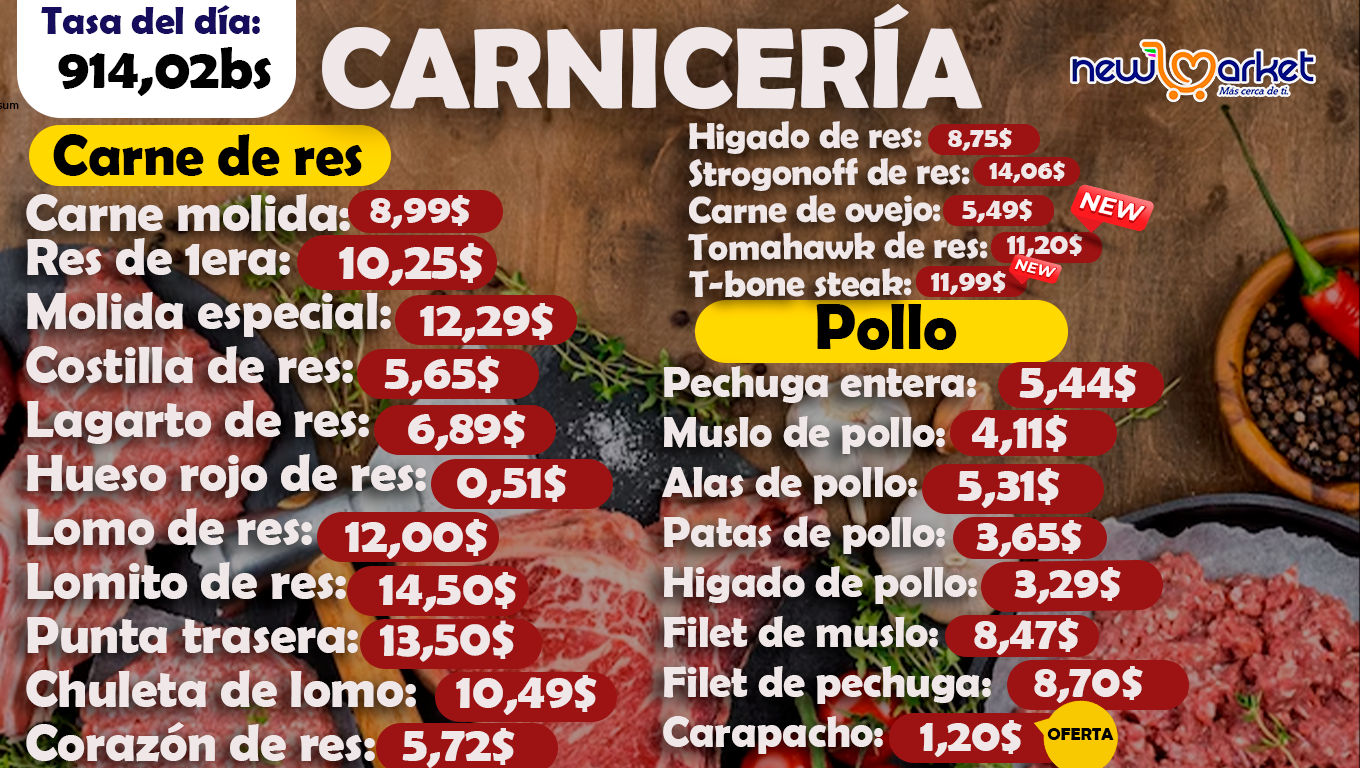 Tasa del día:
914,02bs
sum
CARNICERÍA
new market
Más cerca de ti.
Carne de res
Carne molida: 8,99$
Res de 1era: 10,25$
Molida especial: 12,29$
Costilla de res: 5,65$
Lagarto de res: 6,89$
Hueso rojo de res: 0,51$
Lomo de res: 12,00$
Lomito de res: 14,50$
Punta trasera: 13,50$
Chuleta de lomo: 10,49$
Corazón de res: 5,72$
Higado de res: 8,75$
Strogonoff de res: 14,06$
Carne de ovejo: 5,49$ NEW
Tomahawk de res: 11,20$
T-bone steak: 11,99$ NEW
Pollo
Pechuga entera: 5,44$
Muslo de pollo: 4,11$
Alas de pollo: 5,31$
Patas de pollo: 3,65$
Higado de pollo: 3,29$
Filet de muslo: 8,47$
Filet de pechuga: 8,70$
Carapacho: 1,20$ OFERTA